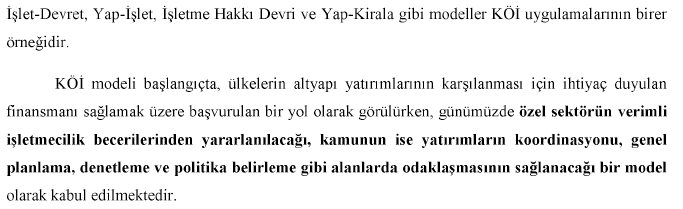 İşlet-Devret, Yap-İşlet, İşletme Hakkı Devri ve Yap-Kirala gibi modeller KÖİ uygulamalarının birer
örneğidir.
KÖİ modeli başlangıçta, ülkelerin altyapı yatırımlarının karşılanması için ihtiyaç duyulan
finansmanı sağlamak üzere başvurulan bir yol olarak görülürken, günümüzde özel sektörün verimli
işletmecilik becerilerinden yararlanılacağı, kamunun ise yatırımların koordinasyonu, genel
planlama, denetleme ve politika belirleme gibi alanlarda odaklaşmasının sağlanacağı bir model
olarak kabul edilmektedir.